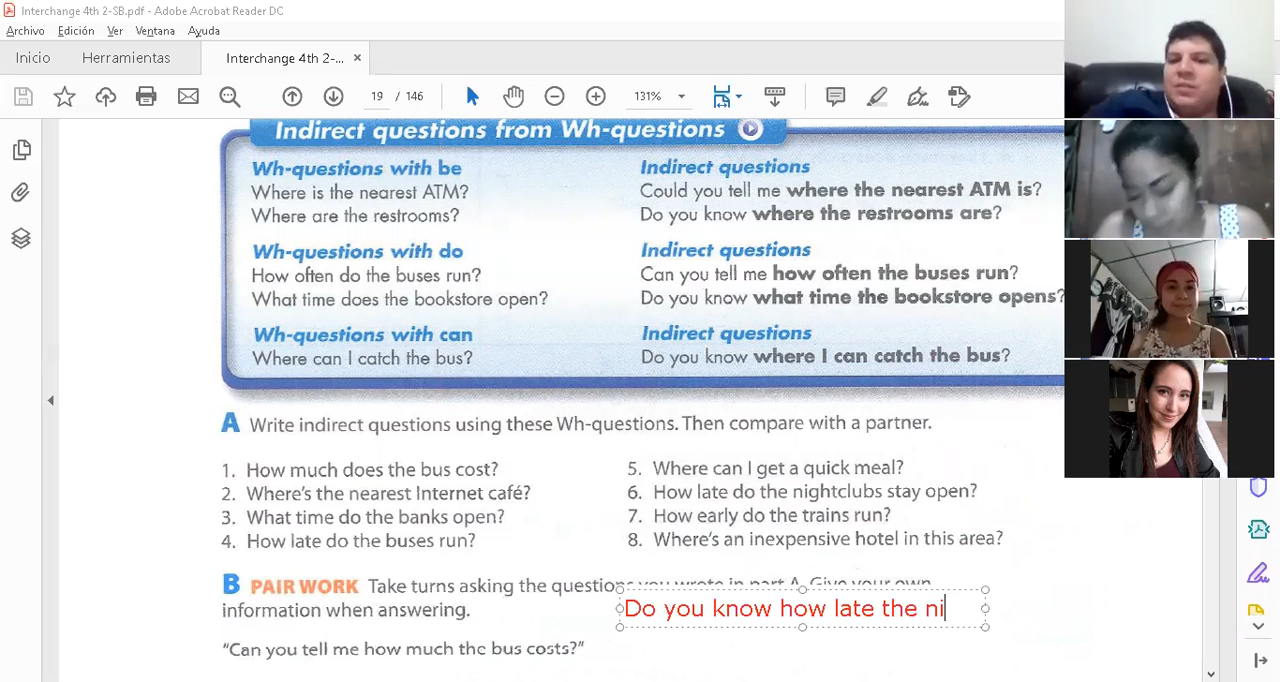 Interchange 4th 2-SB.pdf - Adobe Acrobat Reader DC
Archivo Edición Ver Ventana Ayuda
Inicio Herramientas Interchange 4th 2-... ×
19 / 146 131%
Indirect questions from Wh-questions
Wh-questions with be
Where is the nearest ATM?
Where are the restrooms?
Indirect questions
Could you tell me where the nearest ATM is?
Do you know where the restrooms are?
Wh-questions with do
How often do the buses run?
What time does the bookstore open?
Indirect questions
Can you tell me how often the buses run?
Do you know what time the bookstore opens?
Wh-questions with can
Where can I catch the bus?
Indirect questions
Do you know where I can catch the bus?
A Write indirect questions using these Wh-questions. Then compare with a partner.
1. How much does the bus cost?
2. Where's the nearest Internet café?
3. What time do the banks open?
4. How late do the buses run?
5. Where can I get a quick meal?
6. How late do the nightclubs stay open?
7. How early do the trains run?
8. Where's an inexpensive hotel in this area?
B PAIR WORK Take turns asking the questions you wrote in part A. Give your own
information when answering.
Do you know how late the ni
"Can you tell me how much the bus costs?"